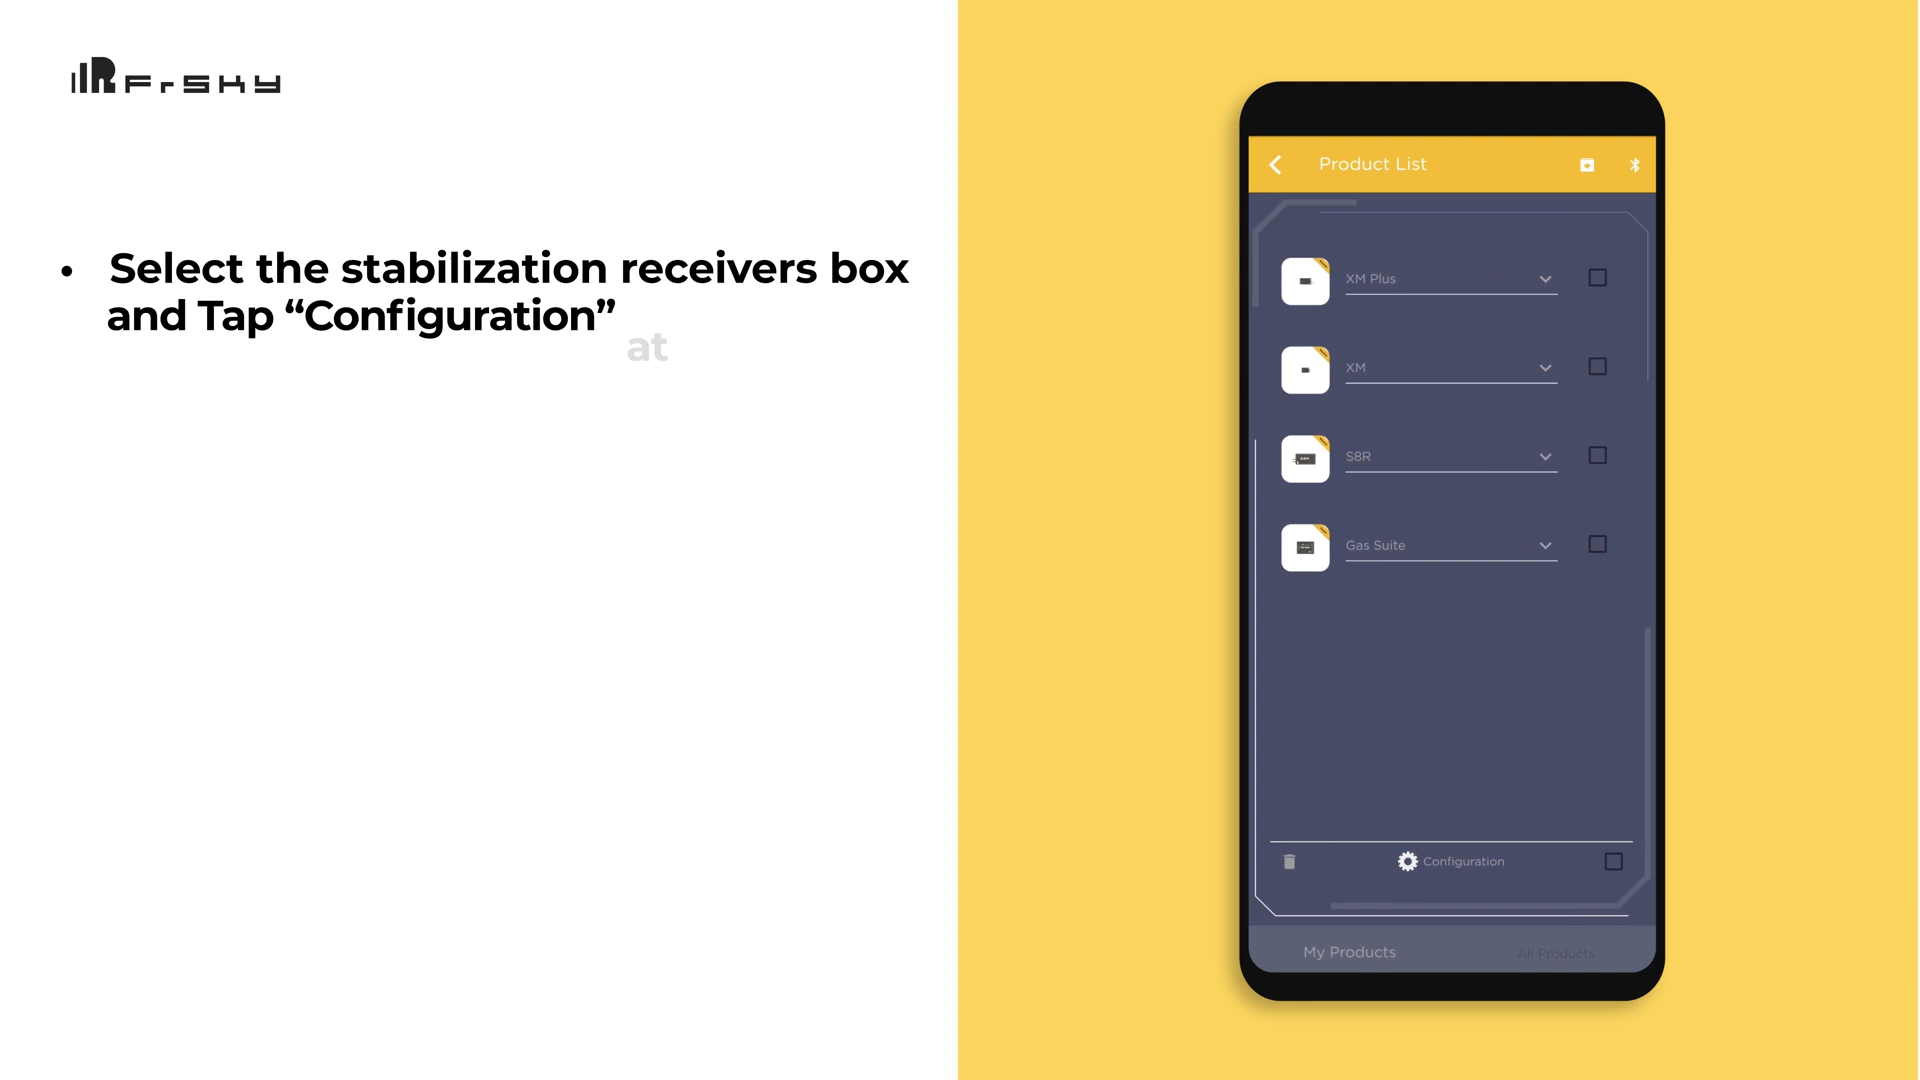 FrSky
• Select the stabilization receivers box
and Tap “Configuration”
at
Product List
XM Plus
XM
S8R
Gas Suite
Configuration
My Products
All Products